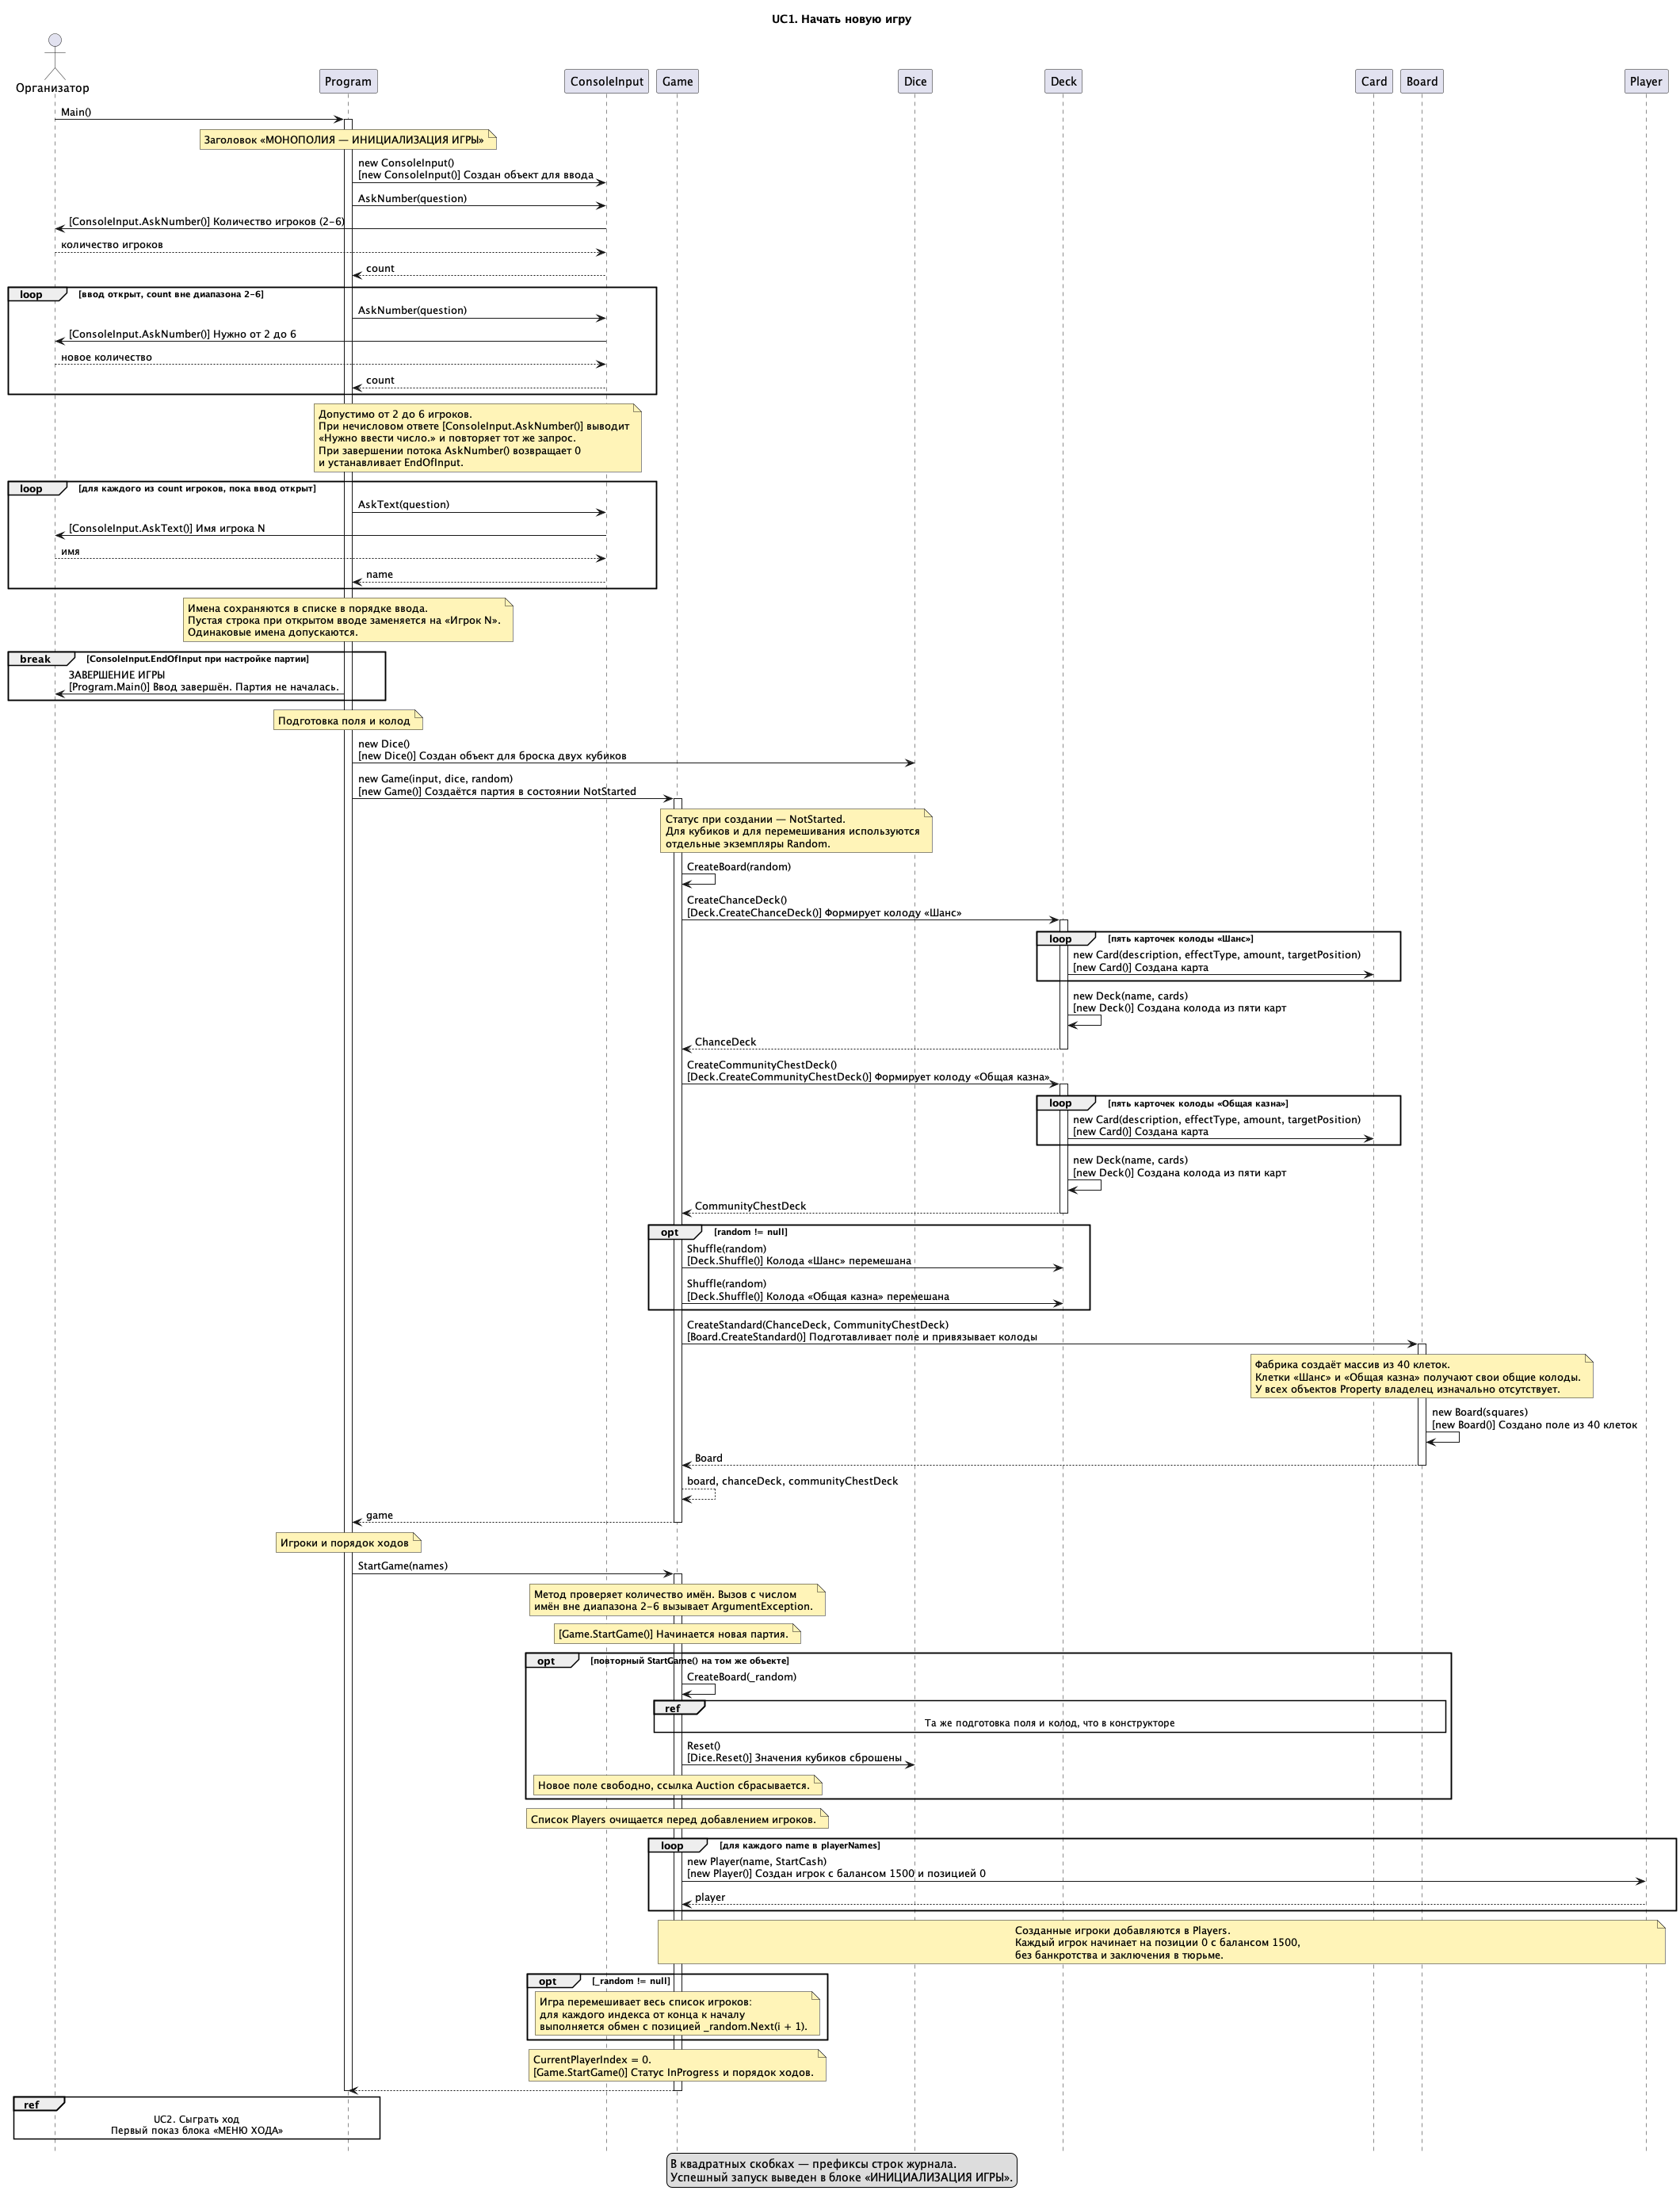 UC1. Начать новую игру
Организатор
Program
ConsoleInput
Game
Dice
Deck
Card
Board
Player
Main()
Заголовок «МОНОПОЛИЯ — ИНИЦИАЛИЗАЦИЯ ИГРЫ»
new ConsoleInput()
[new ConsoleInput()] Создан объект для ввода
AskNumber(question)
[ConsoleInput.AskNumber()] Количество игроков (2-6)
количество игроков
count
loop
[ввод открыт, count вне диапазона 2-6]
AskNumber(question)
[ConsoleInput.AskNumber()] Нужно от 2 до 6
новое количество
count
Допустимо от 2 до 6 игроков.
При нечисловом ответе [ConsoleInput.AskNumber()] выводит
«Нужно ввести число.» и повторяет тот же запрос.
При завершении потока AskNumber() возвращает 0
и устанавливает EndOfInput.
loop
[для каждого из count игроков, пока ввод открыт]
AskText(question)
[ConsoleInput.AskText()] Имя игрока N
имя
name
Имена сохраняются в списке в порядке ввода.
Пустая строка при открытом вводе заменяется на «Игрок N».
Одинаковые имена допускаются.
break
[ConsoleInput.EndOfInput при настройке партии]
ЗАВЕРШЕНИЕ ИГРЫ
[Program.Main()] Ввод завершён. Партия не началась.
Подготовка поля и колод
new Dice()
[new Dice()] Создан объект для броска двух кубиков
new Game(input, dice, random)
[new Game()] Создаётся партия в состоянии NotStarted
Статус при создании — NotStarted.
Для кубиков и для перемешивания используются
отдельные экземпляры Random.
CreateBoard(random)
CreateChanceDeck()
[Deck.CreateChanceDeck()] Формирует колоду «Шанс»
loop
[пять карточек колоды «Шанс»]
new Card(description, effectType, amount, targetPosition)
[new Card()] Создана карта
new Deck(name, cards)
[new Deck()] Создана колода из пяти карт
ChanceDeck
CreateCommunityChestDeck()
[Deck.CreateCommunityChestDeck()] Формирует колоду «Общая казна»
loop
[пять карточек колоды «Общая казна»]
new Card(description, effectType, amount, targetPosition)
[new Card()] Создана карта
new Deck(name, cards)
[new Deck()] Создана колода из пяти карт
CommunityChestDeck
opt
[random != null]
Shuffle(random)
[Deck.Shuffle()] Колода «Шанс» перемешана
Shuffle(random)
[Deck.Shuffle()] Колода «Общая казна» перемешана
CreateStandard(ChanceDeck, CommunityChestDeck)
[Board.CreateStandard()] Подготавливает поле и привязывает колоды
Фабрика создаёт массив из 40 клеток.
Клетки «Шанс» и «Общая казна» получают свои общие колоды.
У всех объектов Property владелец изначально отсутствует.
new Board(squares)
[new Board()] Создано поле из 40 клеток
Board
board, chanceDeck, communityChestDeck
game
Игроки и порядок ходов
StartGame(names)
Метод проверяет количество имён. Вызов с числом
имён вне диапазона 2-6 вызывает ArgumentException.
[Game.StartGame()] Начинается новая партия.
opt
[повторный StartGame() на том же объекте]
CreateBoard(_random)
ref
Та же подготовка поля и колод, что в конструкторе
Reset()
[Dice.Reset()] Значения кубиков сброшены
Новое поле свободно, ссылка Auction сбрасывается.
Список Players очищается перед добавлением игроков.
loop
[для каждого name в playerNames]
new Player(name, StartCash)
[new Player()] Создан игрок с балансом 1500 и позицией 0
player
Созданные игроки добавляются в Players.
Каждый игрок начинает на позиции 0 с балансом 1500,
без банкротства и заключения в тюрьме.
opt
[_random != null]
Игра перемешивает весь список игроков:
для каждого индекса от конца к началу
выполняется обмен с позицией _random.Next(i + 1).
CurrentPlayerIndex = 0.
[Game.StartGame()] Статус InProgress и порядок ходов.
ref
UC2. Сыграть ход
Первый показ блока «МЕНЮ ХОДА»
В квадратных скобках — префиксы строк журнала.
Успешный запуск выведен в блоке «ИНИЦИАЛИЗАЦИЯ ИГРЫ».